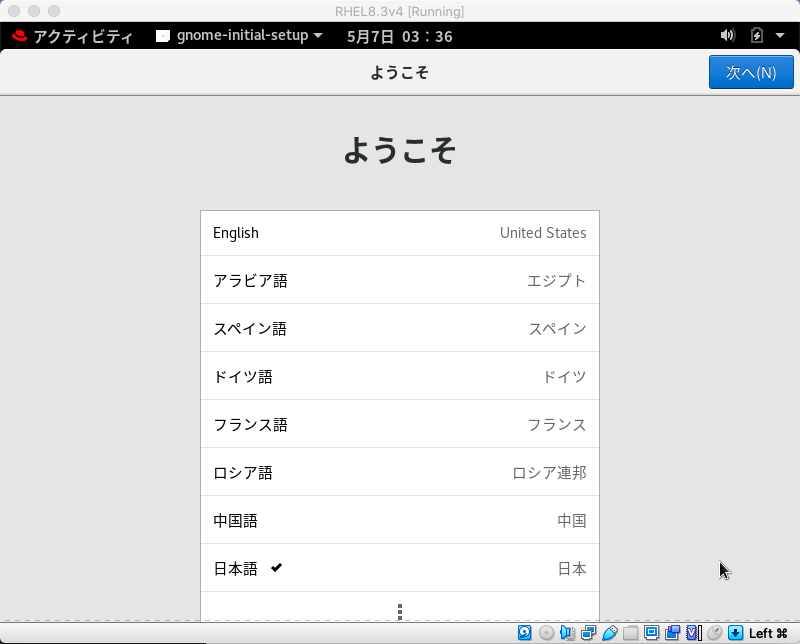 RHEL8.3v4 [Running]
アクティビティ gnome-initial-setup 5月7日 03：36
ようこそ 次へ(N)
ようこそ
English United States
アラビア語 エジプト
スペイン語 スペイン
ドイツ語 ドイツ
フランス語 フランス
ロシア語 ロシア連邦
中国語 中国
日本語 ✔ 日本
Left ⌘